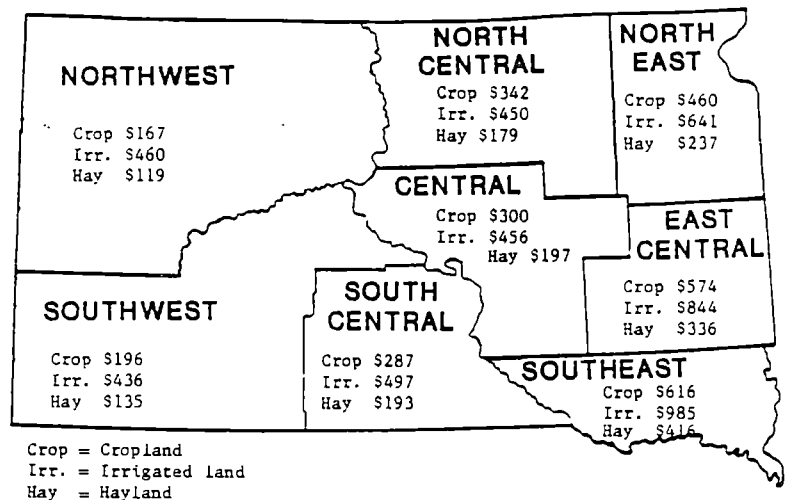 NORTHWEST
Crop $167
Irr. $460
Hay $119
NORTH
CENTRAL
Crop $342
Irr. $450
Hay $179
NORTH
EAST
Crop $460
Irr. $641
Hay $237
CENTRAL
Crop $300
Irr. $456
Hay $197
EAST
CENTRAL
Crop $574
Irr. $844
Hay $336
SOUTHWEST
Crop $196
Irr. $436
Hay $135
SOUTH
CENTRAL
Crop $287
Irr. $497
Hay $193
SOUTHEAST
Crop $616
Irr. $985
Hay $416
Crop = Cropland
Irr. = Irrigated land
Hay = Hayland